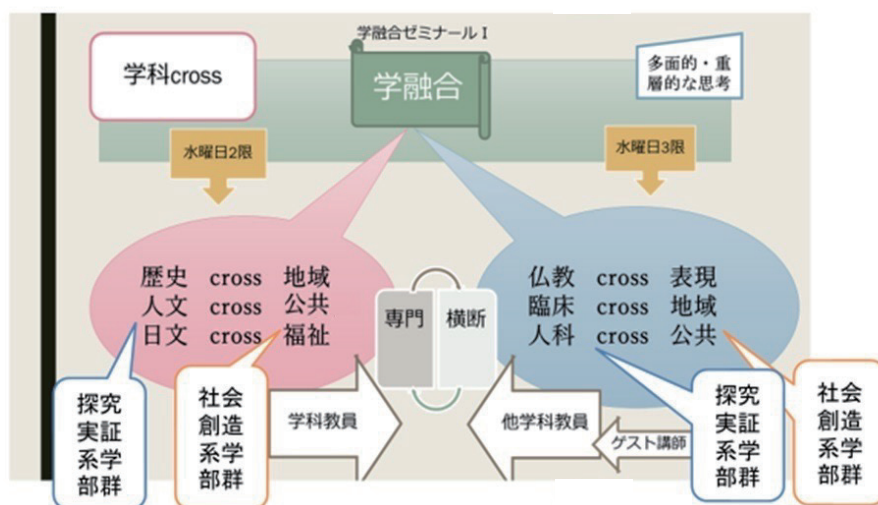 学融合ゼミナールⅠ
学科cross
学融合
多面的・重
層的な思考
水曜日2限
水曜日3限
歴史 cross 地域
人文 cross 公共
日文 cross 福祉
仏教 cross 表現
臨床 cross 地域
人科 cross 公共
専門
横断
探究
実証
系学
部群
社会
創造
系学
部群
学科教員
他学科教員
ゲスト講師
探究
実証
系学
部群
社会
創造
系学
部群